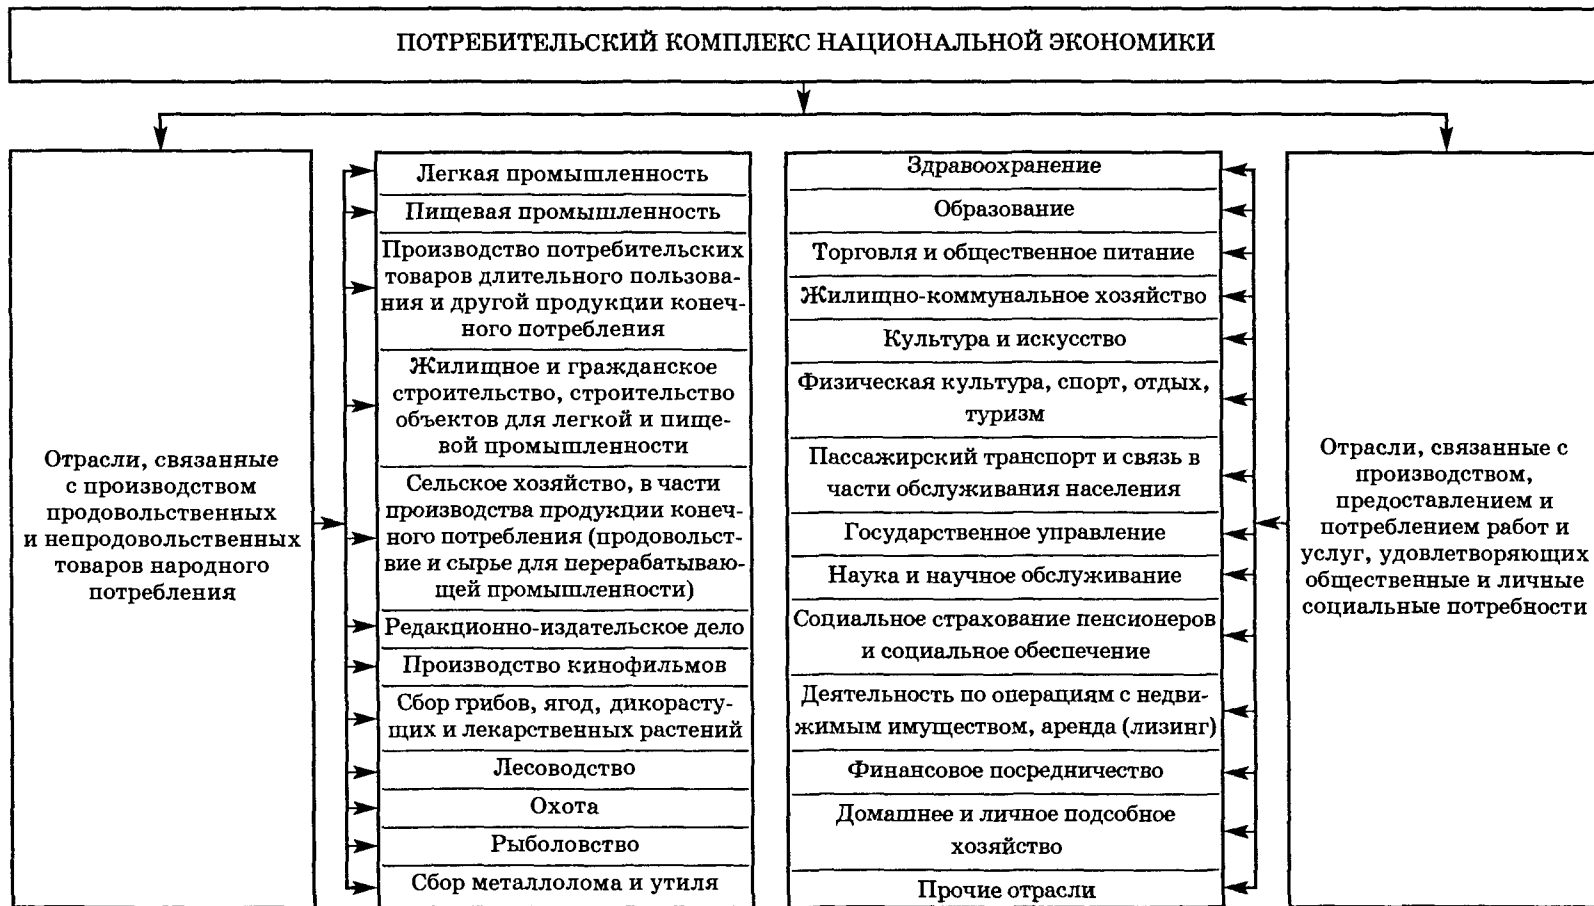 ПОТРЕБИТЕЛЬСКИЙ КОМПЛЕКС НАЦИОНАЛЬНОЙ ЭКОНОМИКИ
Отрасли, связанные
с производством
продовольственных
и непродовольственных
товаров народного
потребления
Легкая промышленность
Пищевая промышленность
Производство потребительских
товаров длительного пользова-
ния и другой продукции конеч-
ного потребления
Жилищное и гражданское
строительство, строительство
объектов для легкой и пище-
вой промышленности
Сельское хозяйство, в части
производства продукции конеч-
ного потребления (продовольст-
вие и сырье для перерабатываю-
щей промышленности)
Редакционно-издательское дело
Производство кинофильмов
Сбор грибов, ягод, дикорасту-
щих и лекарственных растений
Лесоводство
Охота
Рыболовство
Сбор металлолома и утиля
Здравоохранение
Образование
Торговля и общественное питание
Жилищно-коммунальное хозяйство
Культура и искусство
Физическая культура, спорт, отдых,
туризм
Пассажирский транспорт и связь в
части обслуживания населения
Государственное управление
Наука и научное обслуживание
Социальное страхование пенсионеров
и социальное обеспечение
Деятельность по операциям с недви-
жимым имуществом, аренда (лизинг)
Финансовое посредничество
Домашнее и личное подсобное
хозяйство
Прочие отрасли
Отрасли, связанные с
производством,
предоставлением и
потреблением работ и
услуг, удовлетворяющих
общественные и личные
социальные потребности